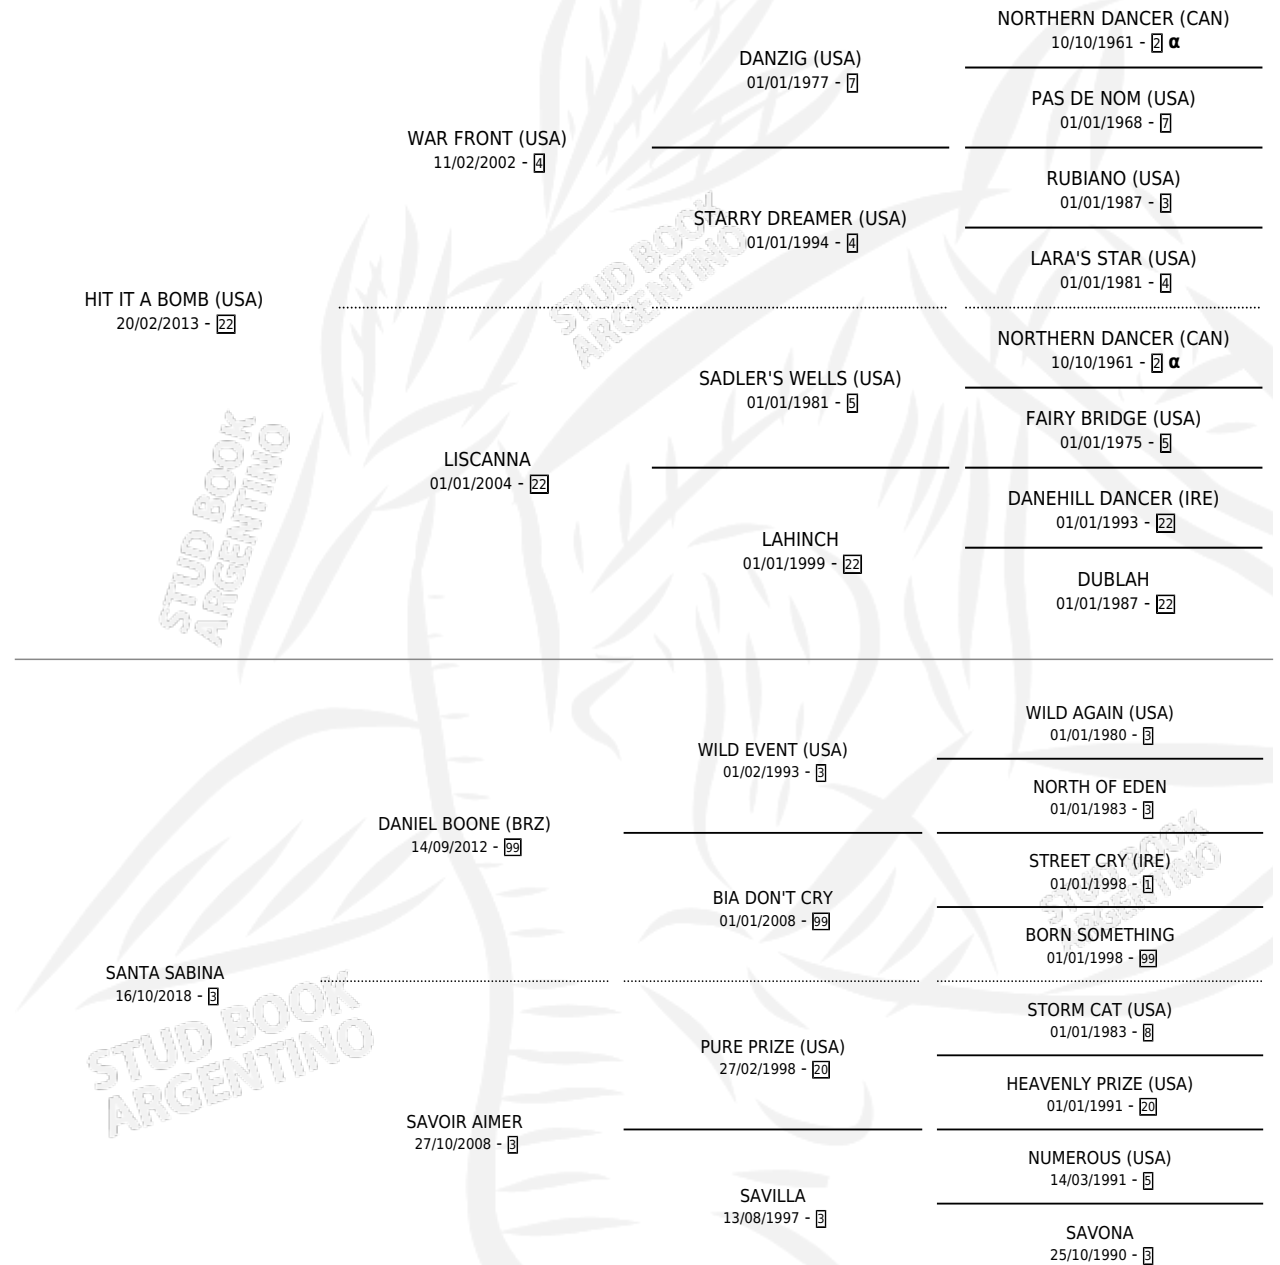 NORTHERN DANCER (CAN)
10/10/1961 - 2 α
DANZIG (USA)
01/01/1977 - 7
PAS DE NOM (USA)
01/01/1968 - 7
WAR FRONT (USA)
11/02/2002 - 4
RUBIANO (USA)
01/01/1987 - 3
STARRY DREAMER (USA)
01/01/1994 - 4
LARA'S STAR (USA)
01/01/1981 - 4
HIT IT A BOMB (USA)
20/02/2013 - 22
NORTHERN DANCER (CAN)
10/10/1961 - 2 α
SADLER'S WELLS (USA)
01/01/1981 - 5
FAIRY BRIDGE (USA)
01/01/1975 - 5
LISCANNA
01/01/2004 - 22
DANEHILL DANCER (IRE)
01/01/1993 - 22
LAHINCH
01/01/1999 - 22
DUBLAH
01/01/1987 - 22
WILD AGAIN (USA)
01/01/1980 - 3
WILD EVENT (USA)
01/02/1993 - 3
NORTH OF EDEN
01/01/1983 - 3
DANIEL BOONE (BRZ)
14/09/2012 - 99
STREET CRY (IRE)
01/01/1998 - 1
BIA DON'T CRY
01/01/2008 - 99
BORN SOMETHING
01/01/1998 - 99
SANTA SABINA
16/10/2018 - 3
STORM CAT (USA)
01/01/1983 - 8
PURE PRIZE (USA)
27/02/1998 - 20
HEAVENLY PRIZE (USA)
01/01/1991 - 20
SAVOIR AIMER
27/10/2008 - 3
NUMEROUS (USA)
14/03/1991 - 5
SAVILLA
13/08/1997 - 3
SAVONA
25/10/1990 - 3
STUD BOOK
ARGENTINO
STUD BOOK
ARGENTINO
STUD BOOK
ARGENTINO
STUD BOOK
ARGENTINO